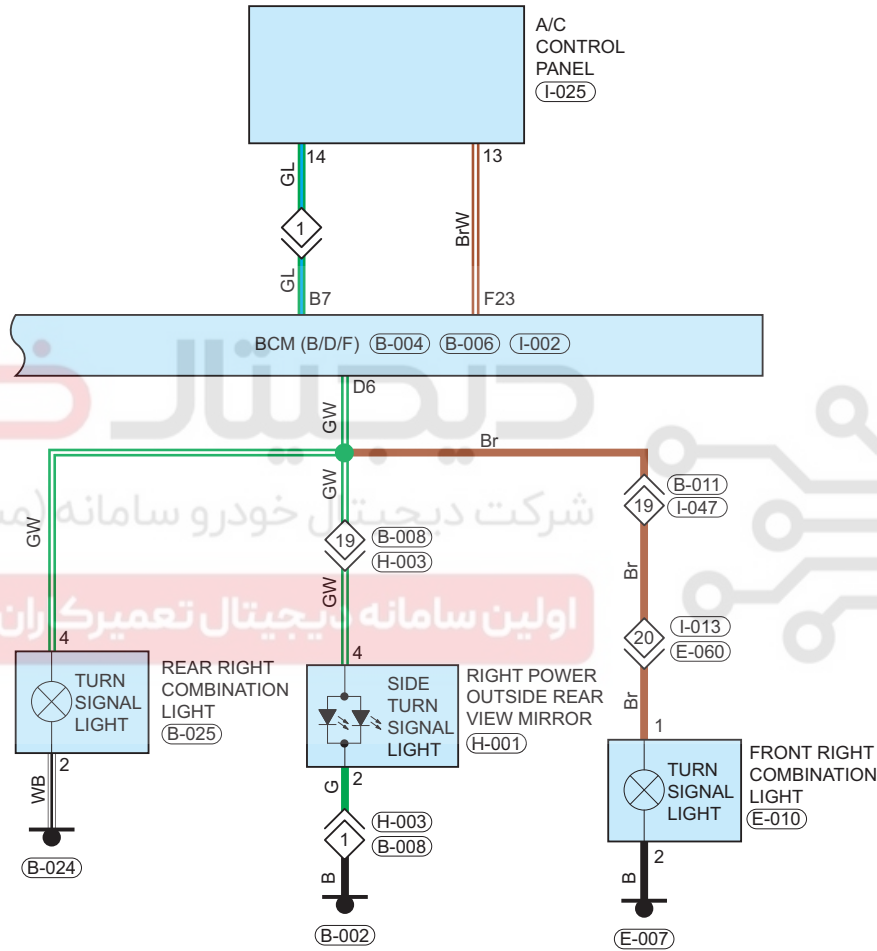 A/C
CONTROL
PANEL
I-025
14
13
GL
BrW
1
GL
B7
F23
BCM (B/D/F) B-004 B-006 I-002
D6
GW
Br
GW
GW
19
B-008
H-003
B-011
19
I-047
GW
Br
20
I-013
E-060
Br
دیجیتال خ
شرکت دیجیتال خودرو سامانه
اولین سامانه دیجیتال تعمیرکاران
4
TURN
SIGNAL
LIGHT
REAR RIGHT
COMBINATION
LIGHT
B-025
2
WB
B-024
4
SIDE
TURN
SIGNAL
LIGHT
RIGHT POWER
OUTSIDE REAR
VIEW MIRROR
H-001
2
G
H-003
1
B-008
B
B-002
1
TURN
SIGNAL
LIGHT
FRONT RIGHT
COMBINATION
LIGHT
E-010
2
B
E-007